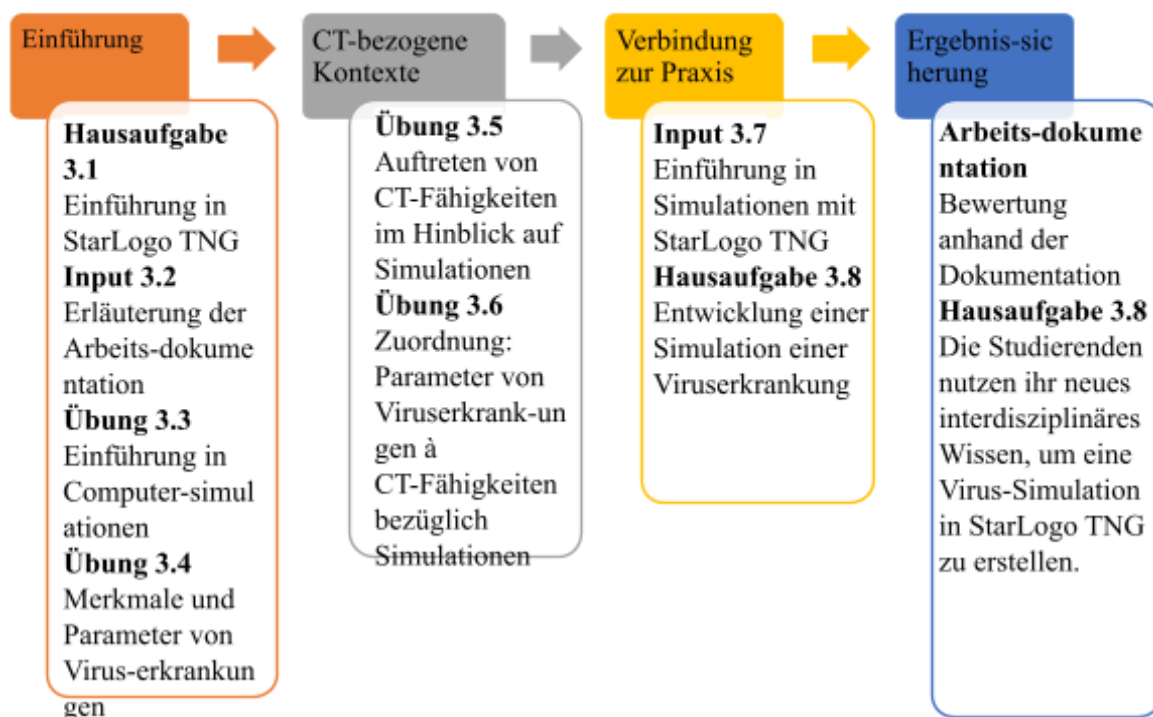 Einführung
Hausaufgabe
3.1
Einführung in
StarLogo TNG
Input 3.2
Erläuterung der
Arbeits-dokume
ntation
Übung 3.3
Einführung in
Computer-simul
ationen
Übung 3.4
Merkmale und
Parameter von
Virus-erkrankun
gen
CT-bezogene
Kontexte
Übung 3.5
Auftreten von
CT-Fähigkeiten
im Hinblick auf
Simulationen
Übung 3.6
Zuordnung:
Parameter von
Viruserkrank-un
gen à
CT-Fähigkeiten
bezüglich
Simulationen
Verbindung
zur Praxis
Input 3.7
Einführung in
Simulationen mit
StarLogo TNG
Hausaufgabe 3.8
Entwicklung einer
Simulation einer
Viruserkrankung
Ergebnis-sic
herung
Arbeits-dokume
ntation
Bewertung
anhand der
Dokumentation
Hausaufgabe 3.8
Die Studierenden
nutzen ihr neues
interdisziplinäres
Wissen, um eine
Virus-Simulation
in StarLogo TNG
zu erstellen.